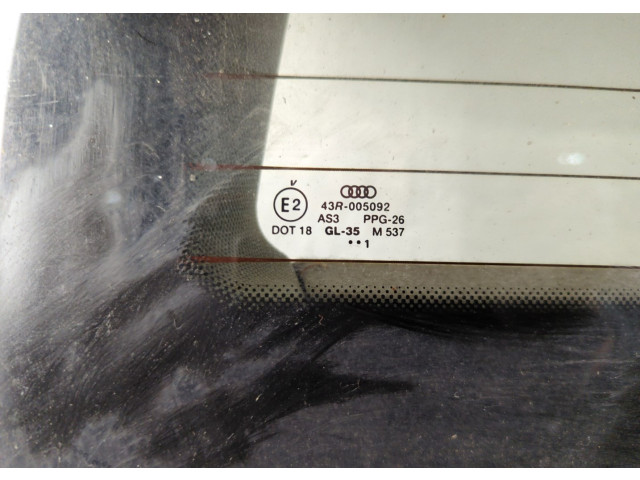 V
E2
43R-005092
AS3 PPG-26
DOT 18 GL-35 M 537
••1